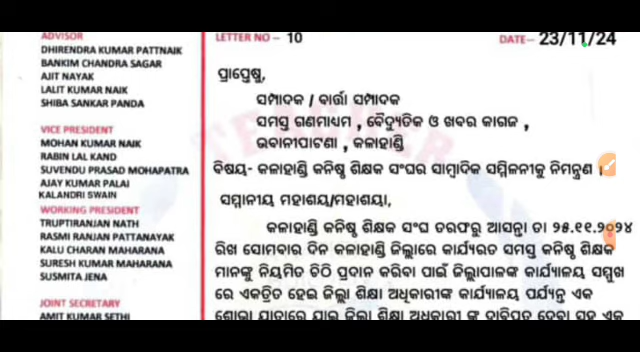 ADVISOR
DHIRENDRA KUMAR PATTNAIK
BANKIM CHANDRA SAGAR
AJIT NAYAK
LALIT KUMAR NAIK
SHIBA SANKAR PANDA
VICE PRESIDENT
MOHAN KUMAR NAIK
RABIN LAL KAND
SUVENDU PRASAD MOHAPATRA
AJAY KUMAR PALAI
KALANDRI SWAIN
WORKING PRESIDENT
TRUPTIRANJAN NATH
RASMI RANJAN PATTANAYAK
KALU CHARAN MAHARANA
SURESH KUMAR MAHARANA
SUSMITA JENA
JOINT SECRETARY
AMIT KUMAR SETHI
LETTER NO – 10
DATE– 23/11/24
ପ୍ରାପ୍ତେଷୁ,
ସମ୍ପାଦକ / ବାର୍ତ୍ତା ସମ୍ପାଦକ
ସମସ୍ତ ଗଣମାଧ୍ୟମ , ବୈଦ୍ୟୁତିକ ଓ ଖବର କାଗଜ ,
ଭବାନୀପାଟଣା , କଳାହାଣ୍ଡି
ବିଷୟ- କଳାହାଣ୍ଡି କନିଷ୍ଠ ଶିକ୍ଷକ ସଂଘର ସାମ୍ବାଦିକ ସମ୍ମିଳନୀକୁ ନିମନ୍ତ୍ରଣ ।
ସମ୍ମାନୀୟ ମହାଶୟ/ମହାଶୟା,
କଳାହାଣ୍ଡି କନିଷ୍ଠ ଶିକ୍ଷକ ସଂଘ ତରଫରୁ ଆସନ୍ତା ତା ୨୫.୧୧.୨୦୨୪
ରିଖ ସୋମବାର ଦିନ କଳାହାଣ୍ଡି ଜିଲ୍ଲାରେ କାର୍ଯ୍ୟରତ ସମସ୍ତ କନିଷ୍ଠ ଶିକ୍ଷକ
ମାନଙ୍କୁ ନିୟମିତ ଚିଠି ପ୍ରଦାନ କରିବା ପାଇଁ ଜିଲ୍ଲାପାଳଙ୍କ କାର୍ଯ୍ୟାଳୟ ସମ୍ମୁଖ
ରେ ଏକତ୍ରିତ ହେଇ ଜିଲ୍ଲା ଶିକ୍ଷା ଅଧିକାରୀଙ୍କ କାର୍ଯ୍ୟାଳୟ ପର୍ଯ୍ୟନ୍ତ ଏକ
ଶୋଭା ଯାତ୍ରାରେ ଯାଇ ଜିଲ୍ଲା ଶିକ୍ଷା ଅଧିକାରୀ ଙ୍କ ଦାବିପତ୍ର ଦେବା ସହ ଏକ